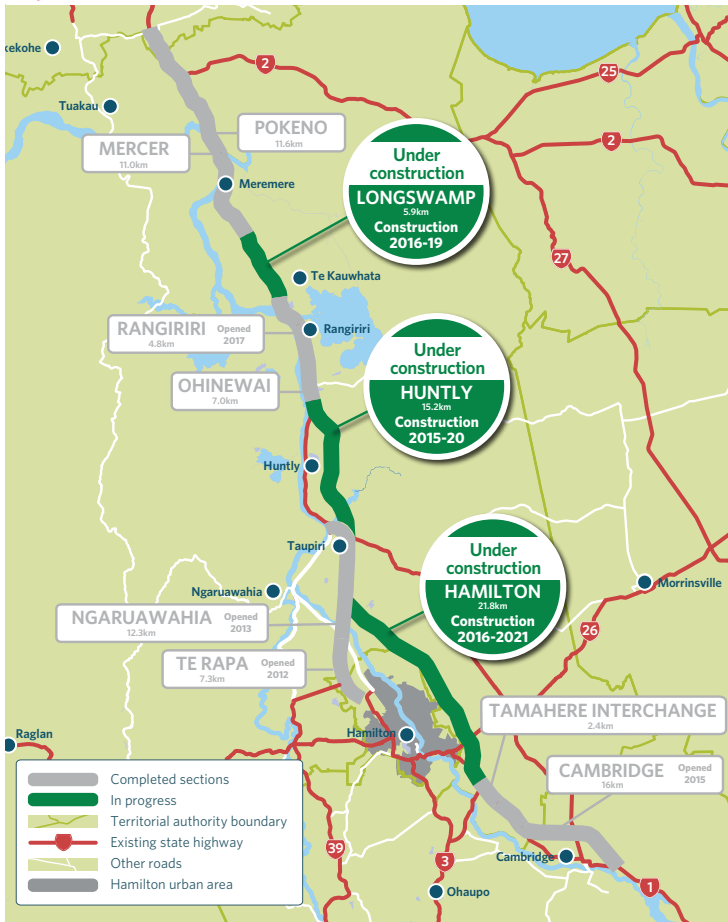 kekohe
2
25
Tuakau
POKENO
11.6km
MERCER
11.0km
2
Under
construction
LONGSWAMP
5.9km
Construction
2016-19
Meremere
27
Te Kauwhata
RANGIRIRI Opened
2017
4.8km
Rangiriri
Under
construction
HUNTLY
15.2km
Construction
2015-20
OHINEWAI
7.0km
Huntly
Taupiri
Under
construction
HAMILTON
21.8km
Construction
2016-2021
Morrinsville
Ngaruawahia
NGARUAWAHIA Opened
2013
12.3km
26
TE RAPA Opened
2012
7.3km
TAMAHERE INTERCHANGE
2.4km
Raglan
Hamilton
CAMBRIDGE Opened
2015
16km
Completed sections
In progress
Territorial authority boundary
Existing state highway
Other roads
Hamilton urban area
39
3
Cambridge
1
Ohaupo